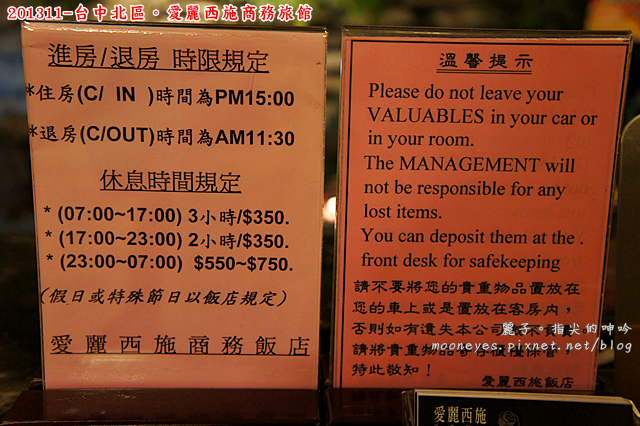 201311-台中北區。愛麗西施商務旅館
進房/退房 時限規定
*住房(C/ IN )時間為PM15:00
*退房(C/OUT)時間為AM11:30
休息時間規定
* (07:00~17:00) 3小時/$350.
* (17:00~23:00) 2小時/$350.
* (23:00~07:00) $550~$750.
(假日或特殊節日以飯店規定)
愛麗西施商務飯店
溫馨提示
Please do not leave your
VALUABLES in your car or
in your room.
The MANAGEMENT will
not be responsible for any
lost items.
You can deposit them at the .
front desk for safekeeping
請不要將您的貴重物品置放在
您的車上或是置放在客房內,
否則如有遺失本公司
請將貴重物品寄存櫃檯保管,
特此敬知!
愛麗西施飯店
麗子。指尖的呻吟
mooneyes.pixnet.net/blog
愛麗西施